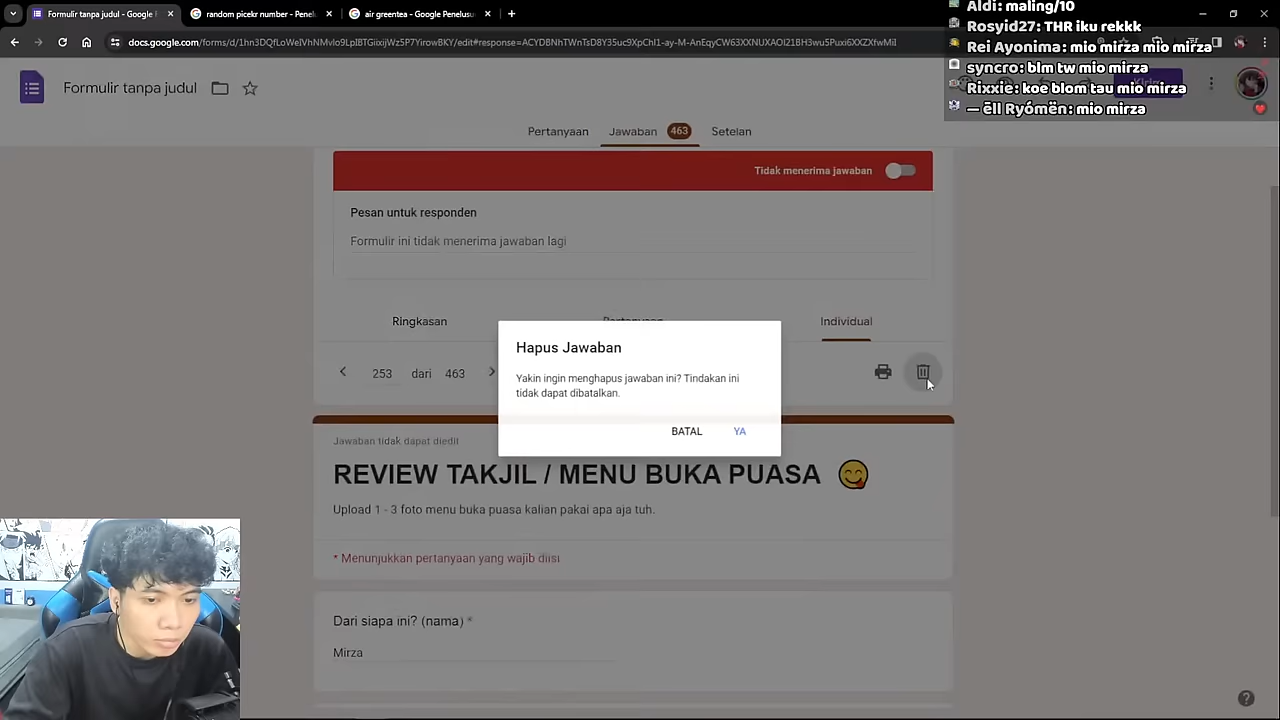 Formulir tanpa judul - Google F
random picekr number - Penel
air greentea - Google Penelusu
docs.google.com/forms/d/1hn3DQfLoWeIVhNMvIo9LpIBTGiixijWz5P7YirowBKY/edit#response=ACYDBNhTWnTsD8Y35uc9XpChl1-ay-M-AnEqyCW63XXNUXAOl21BH3wu5Puxi6XXZXfwMiI
Aldi: maling/10
Rosyid27: THR iku rekkk
Rei Ayonima: mio mirza mio mirza
syncro: blm tw mio mirza
Rixxie: koe blom tau mio mirza
— ēll Ryómën: mio mirza
Formulir tanpa judul
Pertanyaan
Jawaban 463
Setelan
Tidak menerima jawaban
Pesan untuk responden
Formulir ini tidak menerima jawaban lagi
Ringkasan
Pertanyaan
Individual
253 dari 463
Hapus Jawaban
Yakin ingin menghapus jawaban ini? Tindakan ini
tidak dapat dibatalkan.
BATAL YA
Jawaban tidak dapat diedit
REVIEW TAKJIL / MENU BUKA PUASA 😋
Upload 1 - 3 foto menu buka puasa kalian pakai apa aja tuh.
* Menunjukkan pertanyaan yang wajib diisi
Dari siapa ini? (nama) *
Mirza